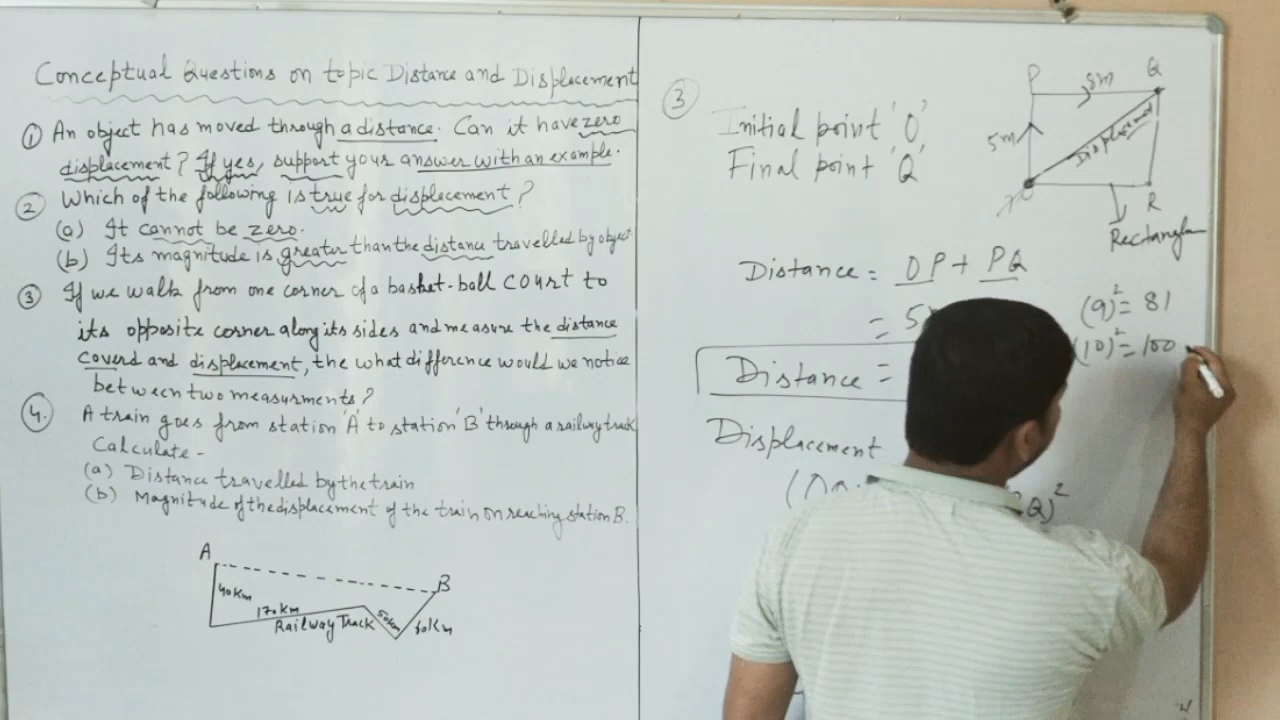 Conceptual Questions on topic Distance and Displacement
① An object has moved through a distance. Can it have zero
displacement? If yes, support your answer with an example.
② Which of the following is true for displacement?
(a) It cannot be zero.
(b) Its magnitude is greater than the distance travelled by object.
③ If we walk from one corner of a basket-ball court to
its opposite corner along its sides and measure the distance
coverd and displacement, the what difference would we notice
between two measurments?
4. A train goes from station 'A' to station 'B' through a railway track.
Calculate -
(a) Distance travelled by the train
(b) Magnitude of the displacement of the train on reaching station B.
A
B
40Km
170Km
50Km
Railway Track
③
Initial point 'O'
Final point 'Q'
P
8m
Q
5m
Displacement
O
R
Rectangle
Distance = OP + PQ
= 5
Distance =
Displacement
(9)² = 81
(10)² = 100
Q)²